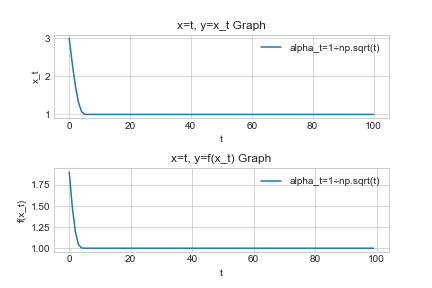 x=t, y=x_t Graph
3
2
1
x_t
alpha_t=1÷np.sqrt(t)
0 20 40 60 80 100
t
x=t, y=f(x_t) Graph
1.75
1.50
1.25
1.00
f(x_t)
alpha_t=1÷np.sqrt(t)
0 20 40 60 80 100
t